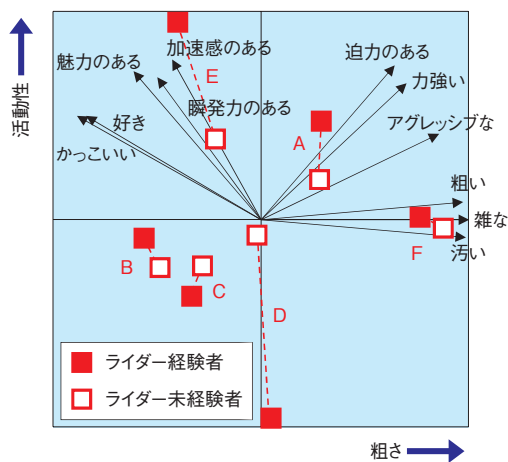 加速感のある
迫力のある
魅力のある
力強い
E
瞬発力のある
アグレッシブな
好き
A
かっこいい
粗い
雑な
汚い
F
B
C
D
ライダー経験者
ライダー未経験者
活動性
粗さ